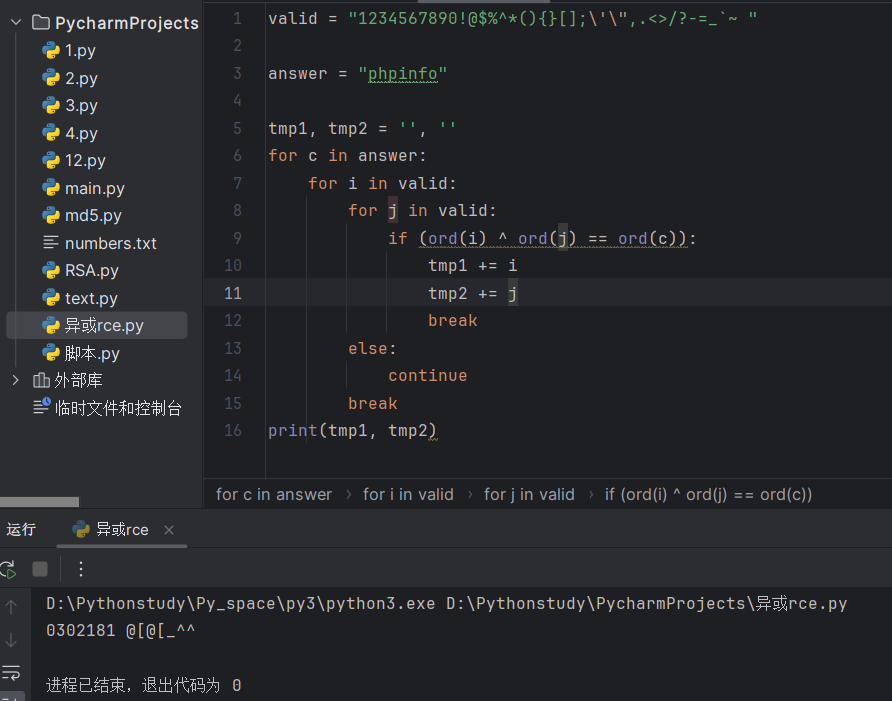 PycharmProjects
1.py
2.py
3.py
4.py
12.py
main.py
md5.py
numbers.txt
RSA.py
text.py
异或rce.py
脚本.py
外部库
临时文件和控制台
1 valid = "1234567890!@$%^*(){}[];\'\",.<>/?-=_`~ "
2
3 answer = "phpinfo"
4
5 tmp1, tmp2 = '', ''
6 for c in answer:
7     for i in valid:
8         for j in valid:
9             if (ord(i) ^ ord(j) == ord(c)):
10                 tmp1 += i
11                 tmp2 += j
12                 break
13         else:
14             continue
15         break
16 print(tmp1, tmp2)
for c in answer › for i in valid › for j in valid › if (ord(i) ^ ord(j) == ord(c))
运行 异或rce ×
D:\Pythonstudy\Py_space\py3\python3.exe D:\Pythonstudy\PycharmProjects\异或rce.py
0302181 @[@[_^^
进程已结束，退出代码为 0